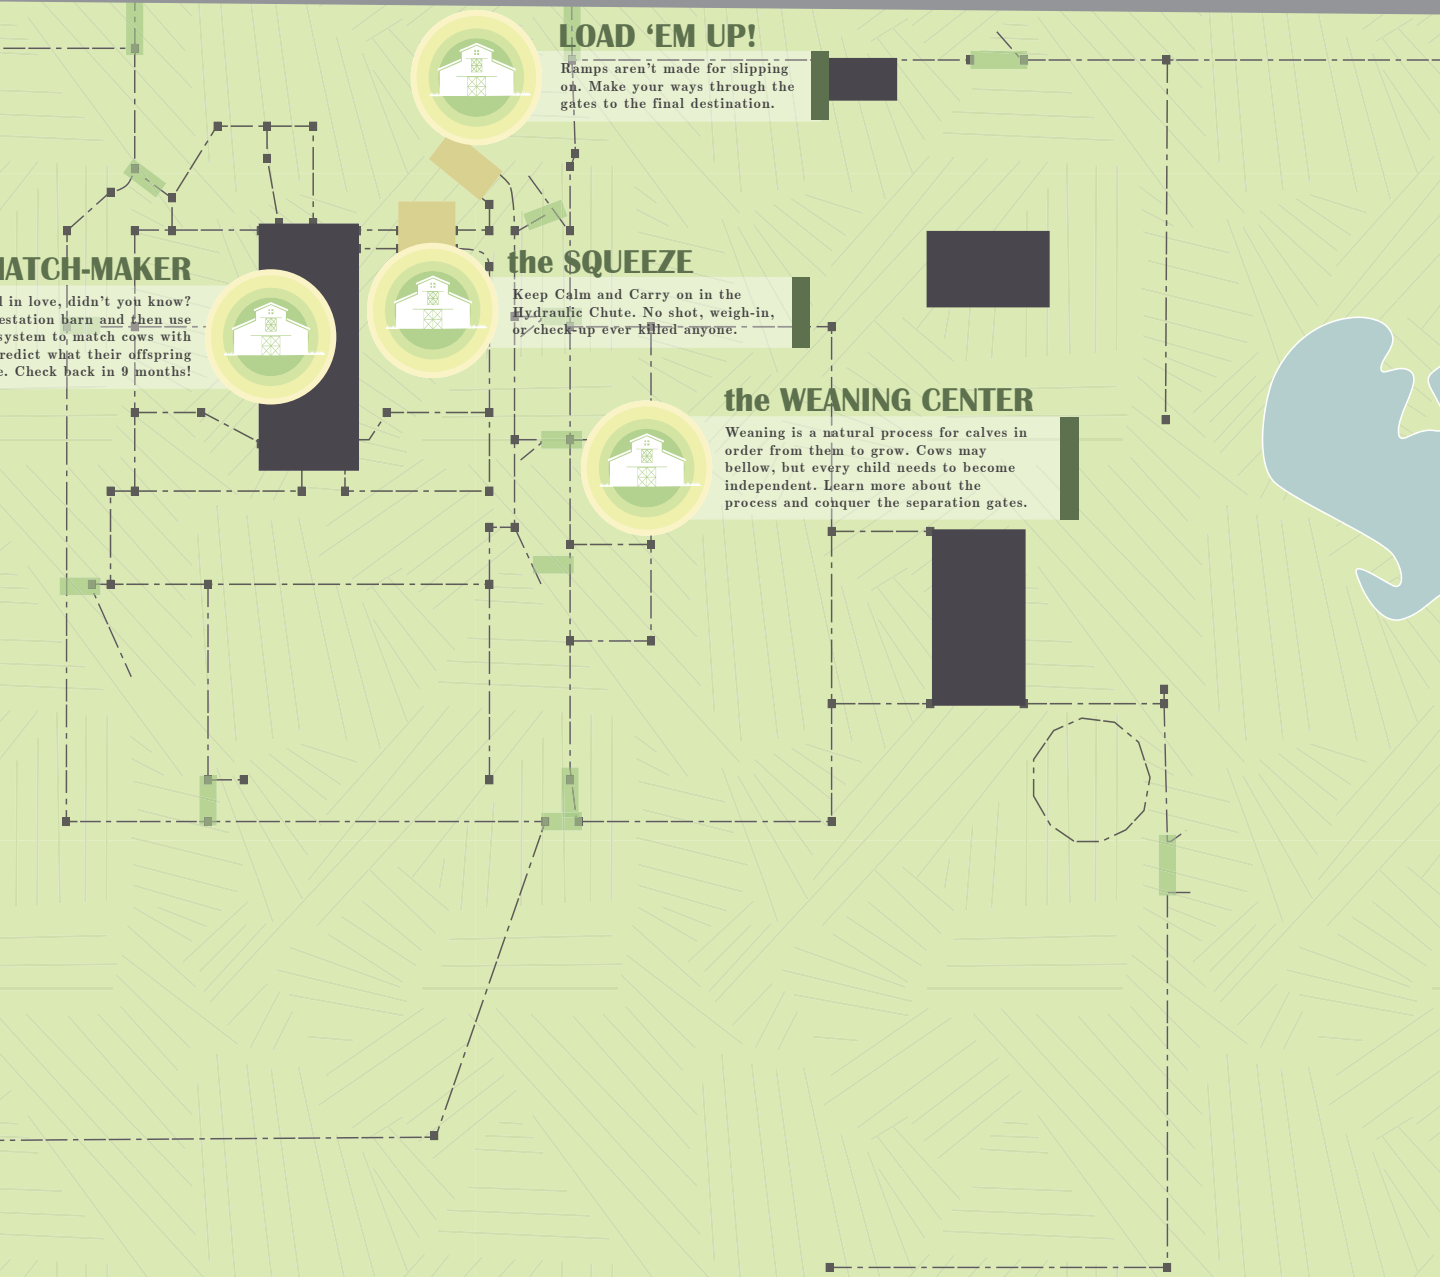 LOAD ‘EM UP!
Ramps aren’t made for slipping
on. Make your ways through the
gates to the final destination.
the SQUEEZE
Keep Calm and Carry on in the
Hydraulic Chute. No shot, weigh-in,
or check-up ever killed anyone.
MATCH-MAKER
in love, didn’t you know?
barn and then use
system to match cows with
what their offspring
Check back in 9 months!
the WEANING CENTER
Weaning is a natural process for calves in
order from them to grow. Cows may
bellow, but every child needs to become
independent. Learn more about the
process and conquer the separation gates.